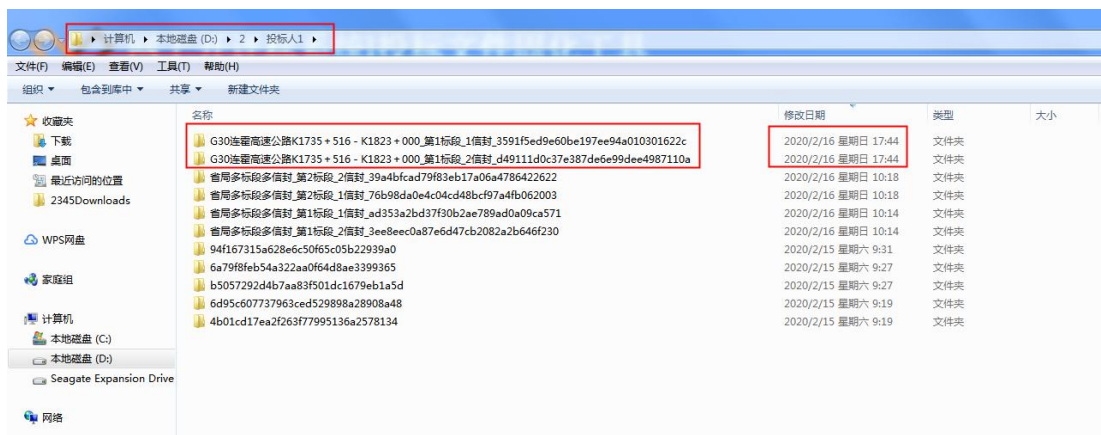 计算机 ▸ 本地磁盘 (D:) ▸ 2 ▸ 投标人1 ▸
文件(F) 编辑(E) 查看(V) 工具(T) 帮助(H)
组织 包含到库中 共享 新建文件夹
收藏夹
下载
桌面
最近访问的位置
2345Downloads
WPS网盘
家庭组
计算机
本地磁盘 (C:)
本地磁盘 (D:)
Seagate Expansion Drive
网络
名称 修改日期 类型 大小
G30连霍高速公路K1735+516-K1823+000_第1标段_1信封_3591f5ed9e60be197ee94a010301622c 2020/2/16 星期日 17:44 文件夹
G30连霍高速公路K1735+516-K1823+000_第1标段_2信封_d49111d0c37e387de6e99dee4987110a 2020/2/16 星期日 17:44 文件夹
省局多标段多信封_第2标段_2信封_39a4bfcad79f83eb17a06a4786422622 2020/2/16 星期日 10:18 文件夹
省局多标段多信封_第2标段_1信封_76b98da0e4c04cd48bcf97a4fb062003 2020/2/16 星期日 10:18 文件夹
省局多标段多信封_第1标段_2信封_ad353a2bd37f30b2ae789ad0a09ca571 2020/2/16 星期日 10:14 文件夹
省局多标段多信封_第1标段_1信封_3ee8eec0a87e6d47cb2082a2b646f230 2020/2/16 星期日 10:14 文件夹
94f167315a628e6c50f65c05b22939a0 2020/2/15 星期六 9:31 文件夹
6a79f8feb54a322aa0f64d8ae3399365 2020/2/15 星期六 9:27 文件夹
b5057292d4b7aa83f501dc1679eb1a5d 2020/2/15 星期六 9:27 文件夹
6d95c607737963ced529898a28908a48 2020/2/15 星期六 9:19 文件夹
4b01cd17ea2f263f77995136a2578134 2020/2/15 星期六 9:19 文件夹